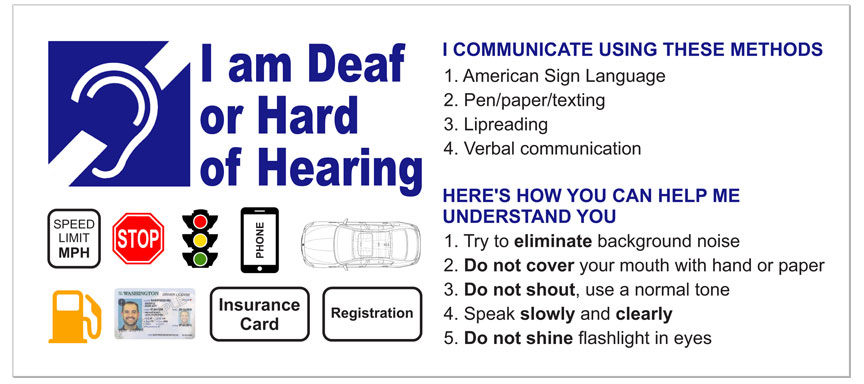 I am Deaf
or Hard
of Hearing
SPEED
LIMIT
MPH
STOP
PHONE
WASHINGTON
Insurance
Card
Registration
I COMMUNICATE USING THESE METHODS
1. American Sign Language
2. Pen/paper/texting
3. Lipreading
4. Verbal communication
HERE'S HOW YOU CAN HELP ME
UNDERSTAND YOU
1. Try to eliminate background noise
2. Do not cover your mouth with hand or paper
3. Do not shout, use a normal tone
4. Speak slowly and clearly
5. Do not shine flashlight in eyes